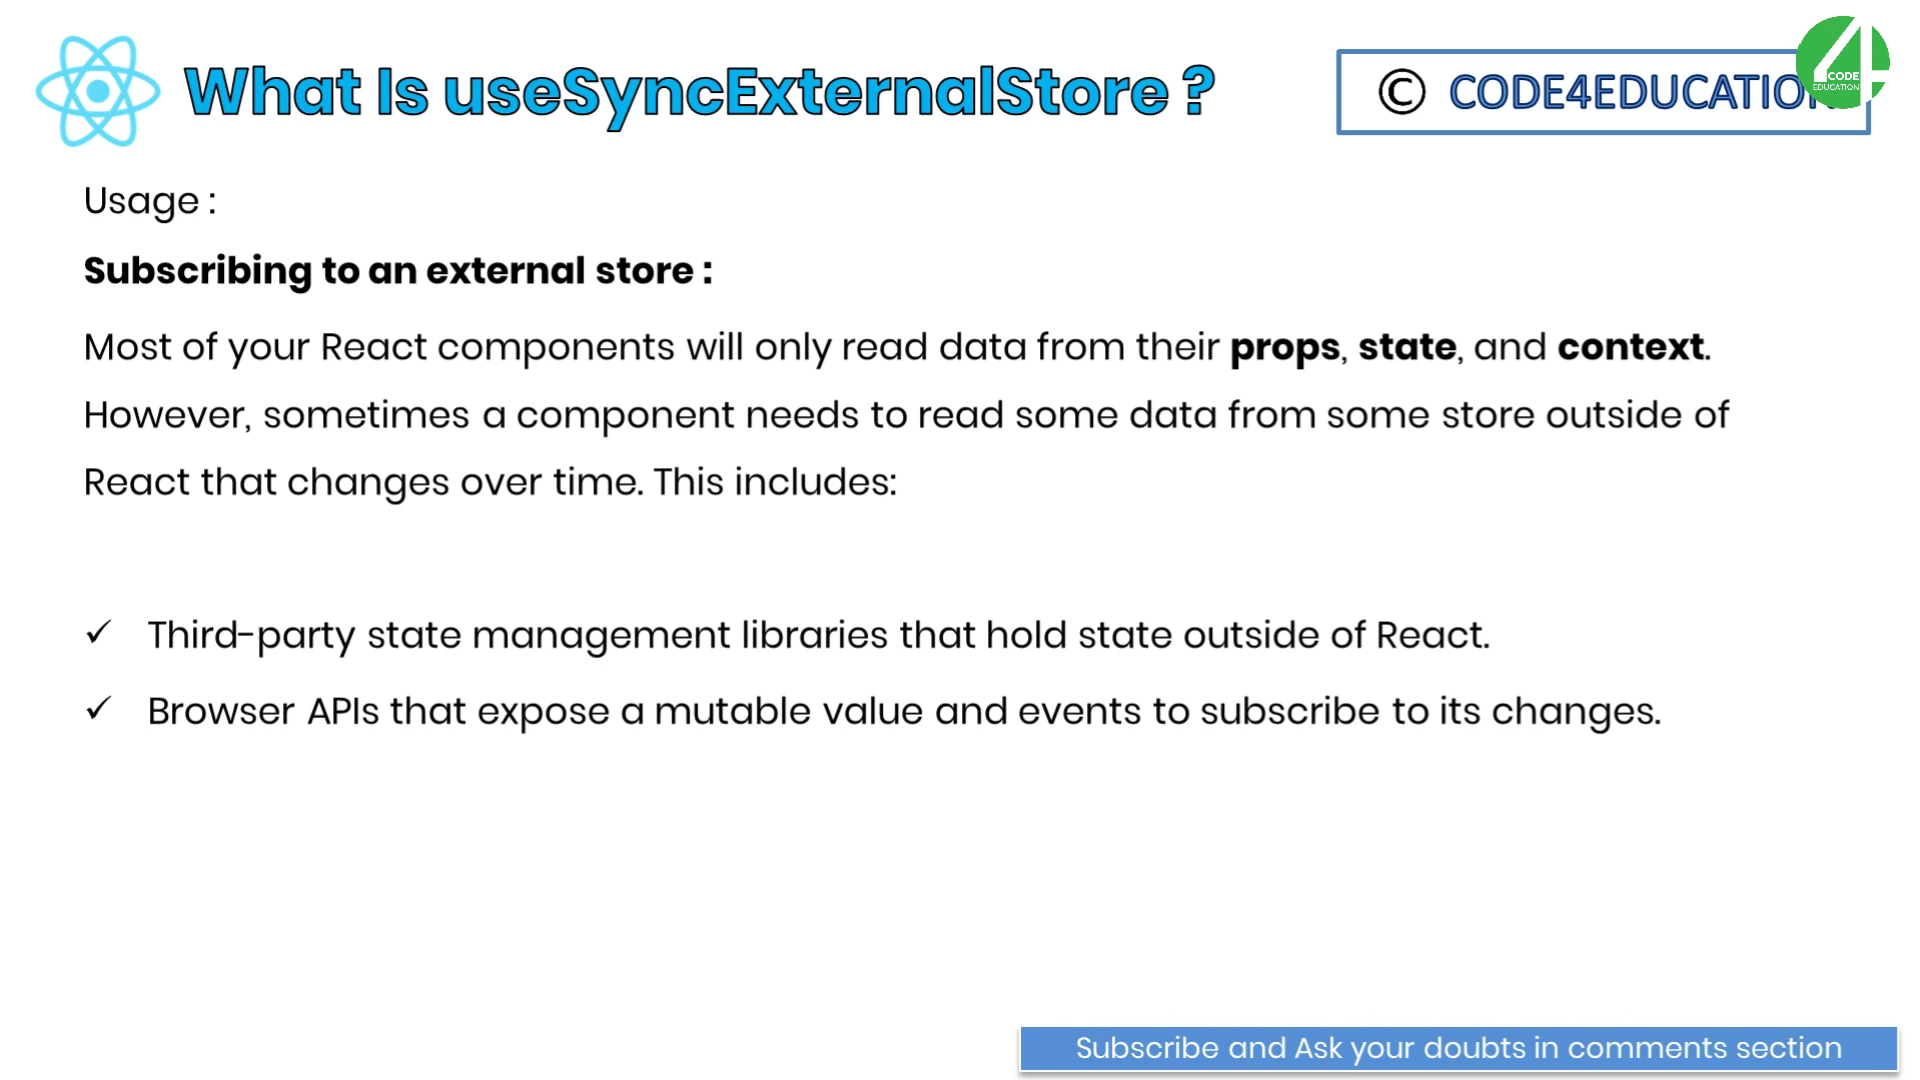 What Is useSyncExternalStore ?
© CODE4EDUCATION
CODE
EDUCATION
Usage :
Subscribing to an external store :
Most of your React components will only read data from their props, state, and context.
However, sometimes a component needs to read some data from some store outside of
React that changes over time. This includes:
✓ Third-party state management libraries that hold state outside of React.
✓ Browser APIs that expose a mutable value and events to subscribe to its changes.
Subscribe and Ask your doubts in comments section